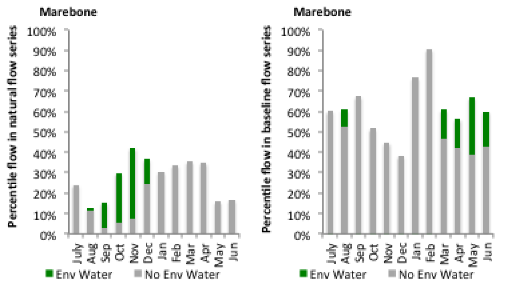 Marebone
Percentile flow in natural flow series
100%
90%
80%
70%
60%
50%
40%
30%
20%
10%
0%
July Aug Sep Oct Nov Dec Jan Feb Mar Apr May Jun
Env Water No Env Water
Marebone
Percentile flow in baseline flow series
100%
90%
80%
70%
60%
50%
40%
30%
20%
10%
0%
July Aug Sep Oct Nov Dec Jan Feb Mar Apr May Jun
Env Water No Env Water